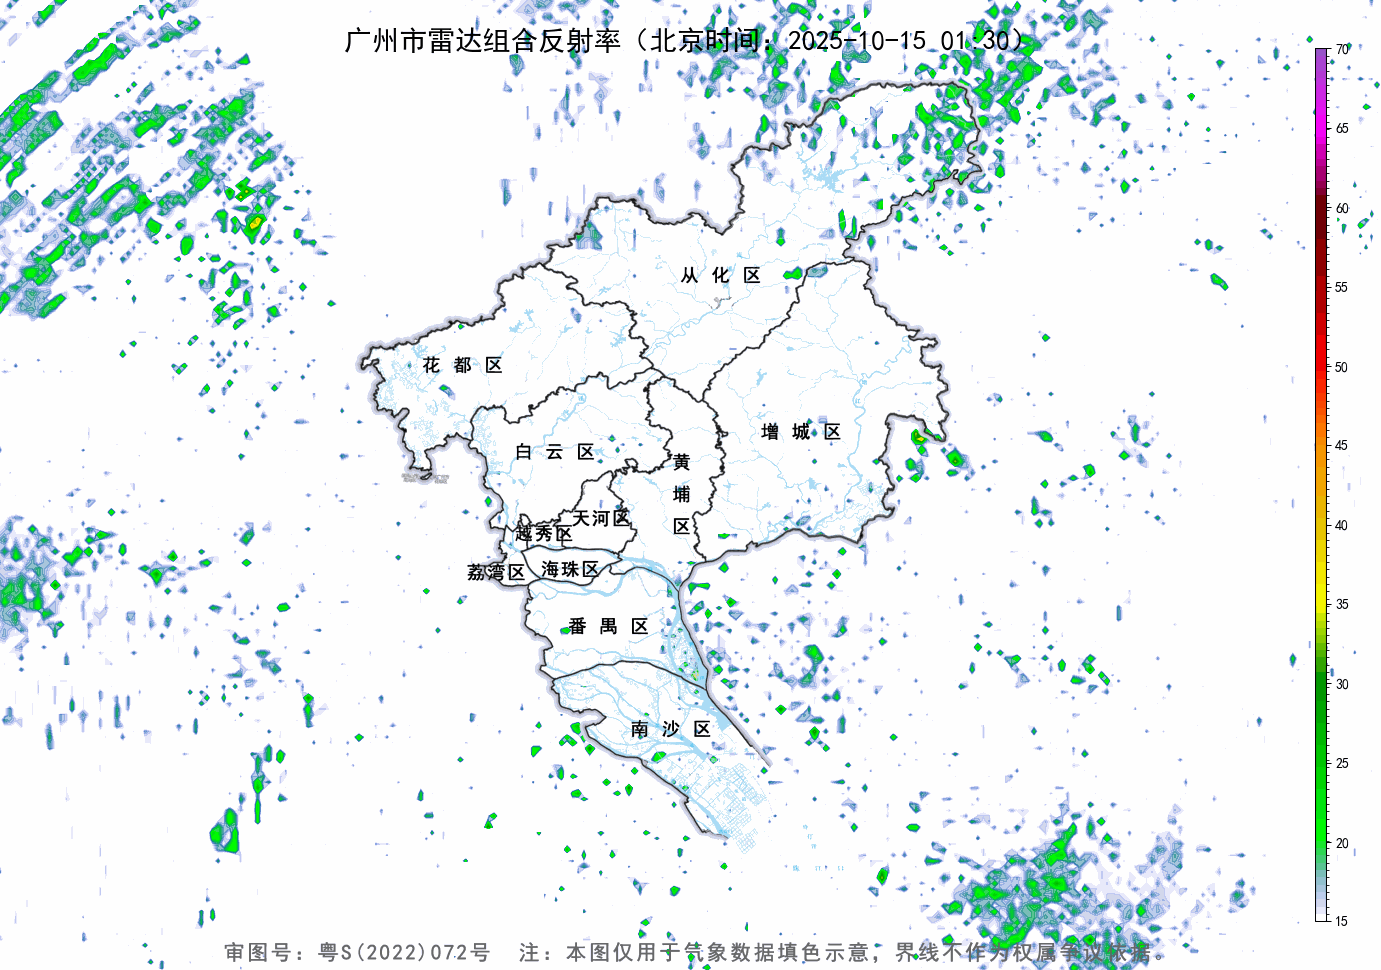 广州市雷达组合反射率（北京时间：2025-10-15 01:30）
70
65
60
55
50
45
40
35
30
25
20
15
从化区
花都区
增城区
白云区
黄埔区
天河区
越秀区
荔湾区
海珠区
番禺区
南沙区
审图号：粤S(2022)072号 注：本图仅用于气象数据填色示意，界线不作为权属争议依据。